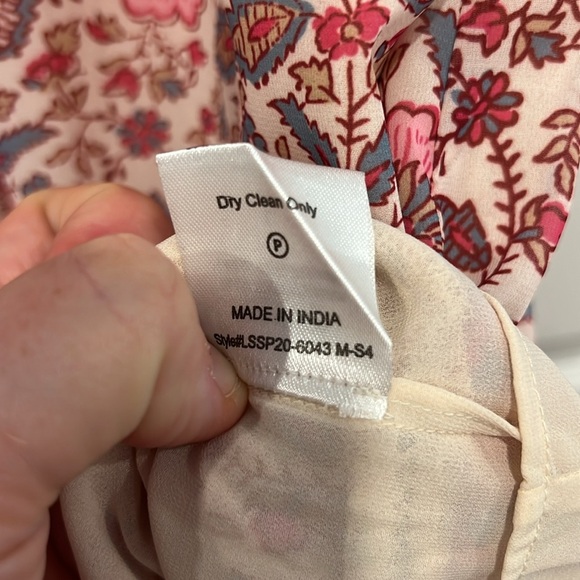 Dry Clean Only
P
MADE IN INDIA
Style#LSSP20-6043 M-S4